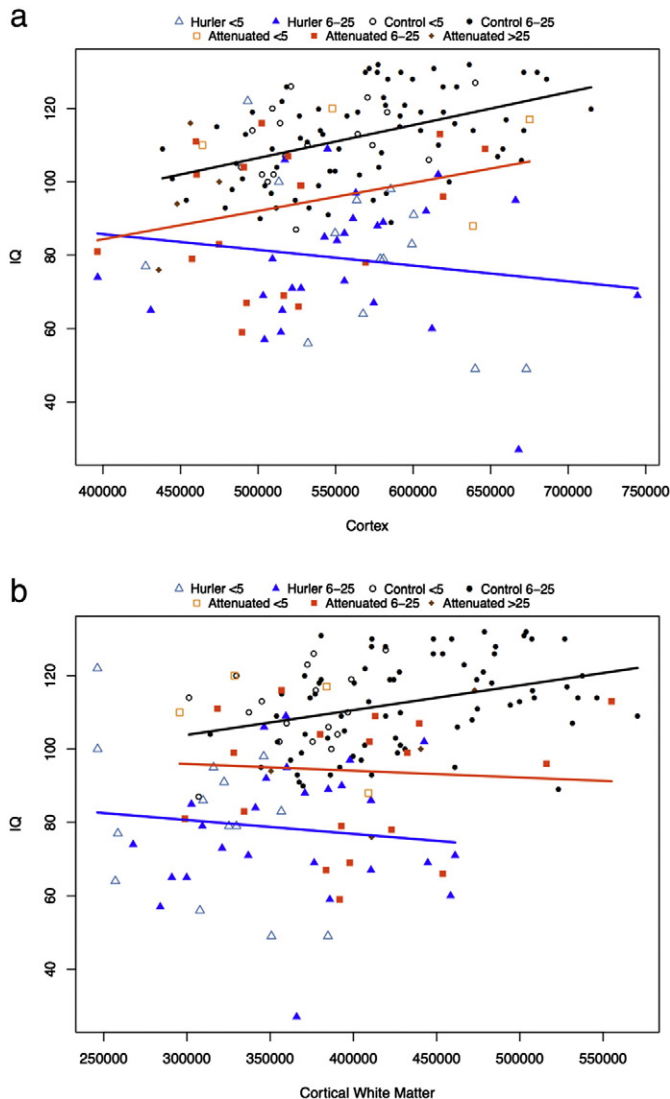 a
Hurler <5 Hurler 6-25 Control <5 Control 6-25
Attenuated <5 Attenuated 6-25 Attenuated >25
120
100
80
60
40
IQ
400000 450000 500000 550000 600000 650000 700000 750000
Cortex
b
Hurler <5 Hurler 6-25 Control <5 Control 6-25
Attenuated <5 Attenuated 6-25 Attenuated >25
120
100
80
60
40
IQ
250000 300000 350000 400000 450000 500000 550000
Cortical White Matter